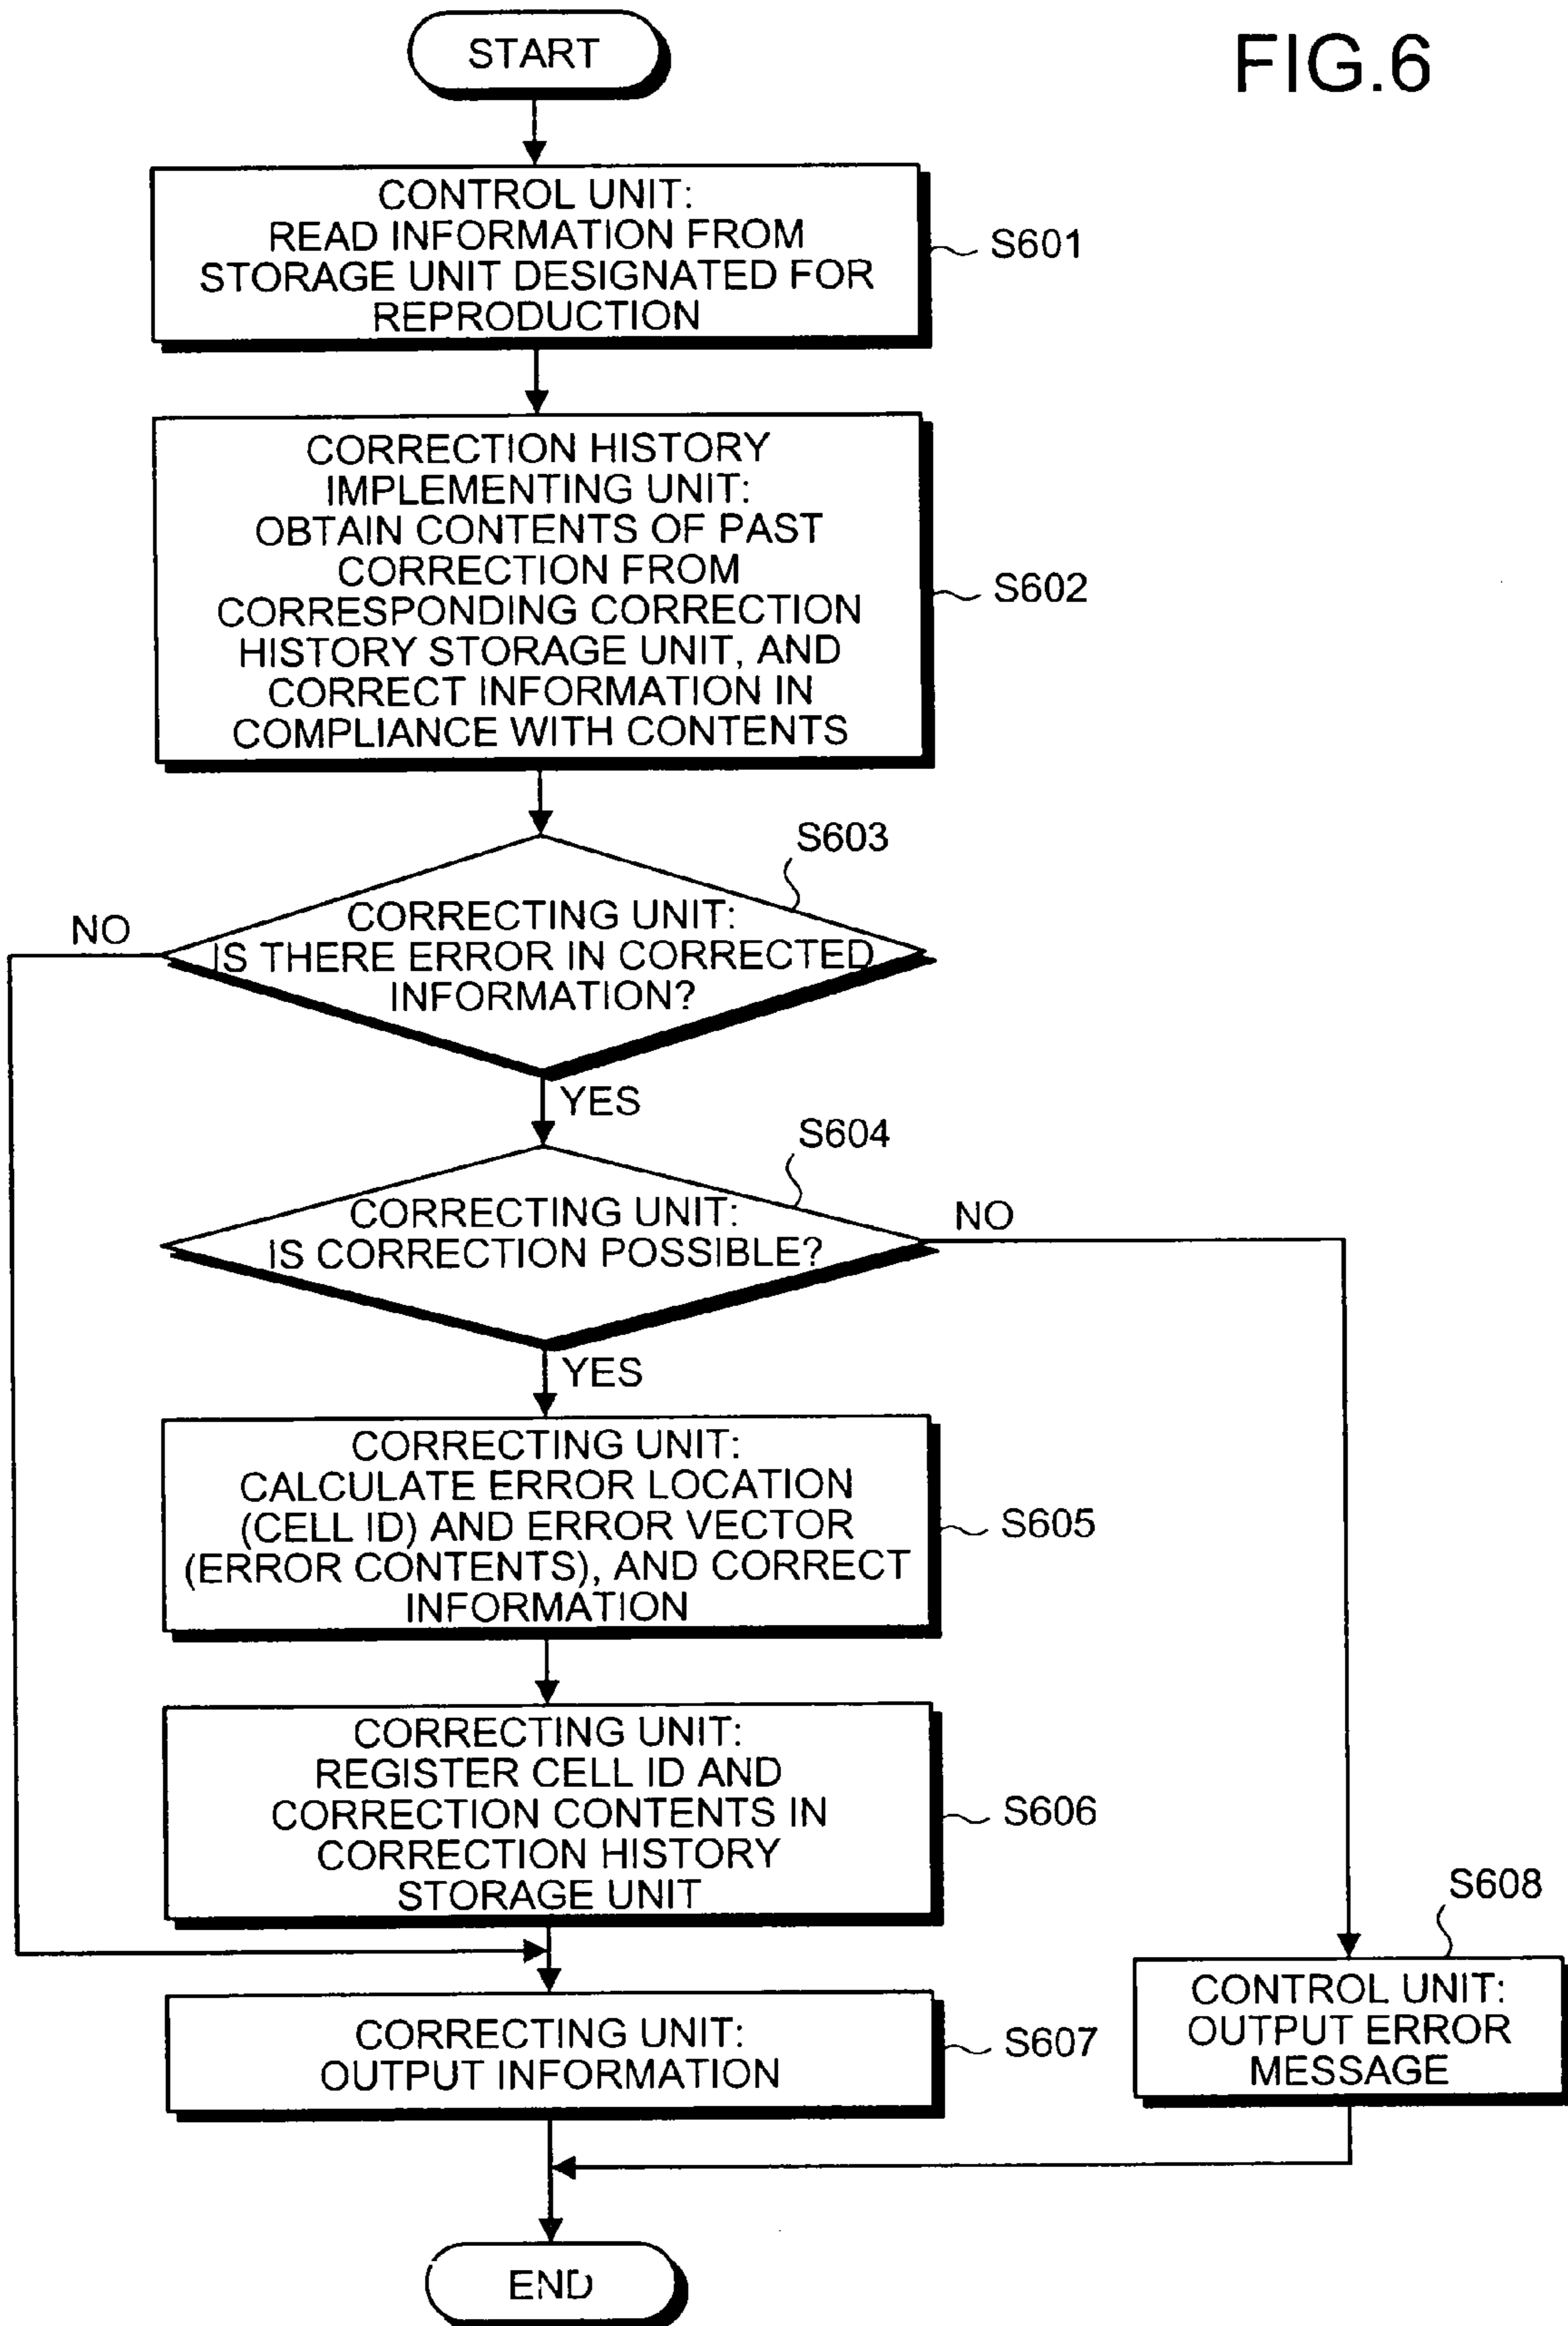 FIG.6
START
CONTROL UNIT:
READ INFORMATION FROM
STORAGE UNIT DESIGNATED FOR
REPRODUCTION
S601
CORRECTION HISTORY
IMPLEMENTING UNIT:
OBTAIN CONTENTS OF PAST
CORRECTION FROM
CORRESPONDING CORRECTION
HISTORY STORAGE UNIT, AND
CORRECT INFORMATION IN
COMPLIANCE WITH CONTENTS
S602
S603
CORRECTING UNIT:
IS THERE ERROR IN CORRECTED
INFORMATION?
NO
YES
S604
CORRECTING UNIT:
IS CORRECTION POSSIBLE?
NO
YES
CORRECTING UNIT:
CALCULATE ERROR LOCATION
(CELL ID) AND ERROR VECTOR
(ERROR CONTENTS), AND CORRECT
INFORMATION
S605
CORRECTING UNIT:
REGISTER CELL ID AND
CORRECTION CONTENTS IN
CORRECTION HISTORY
STORAGE UNIT
S606
CORRECTING UNIT:
OUTPUT INFORMATION
S607
S608
CONTROL UNIT:
OUTPUT ERROR
MESSAGE
END